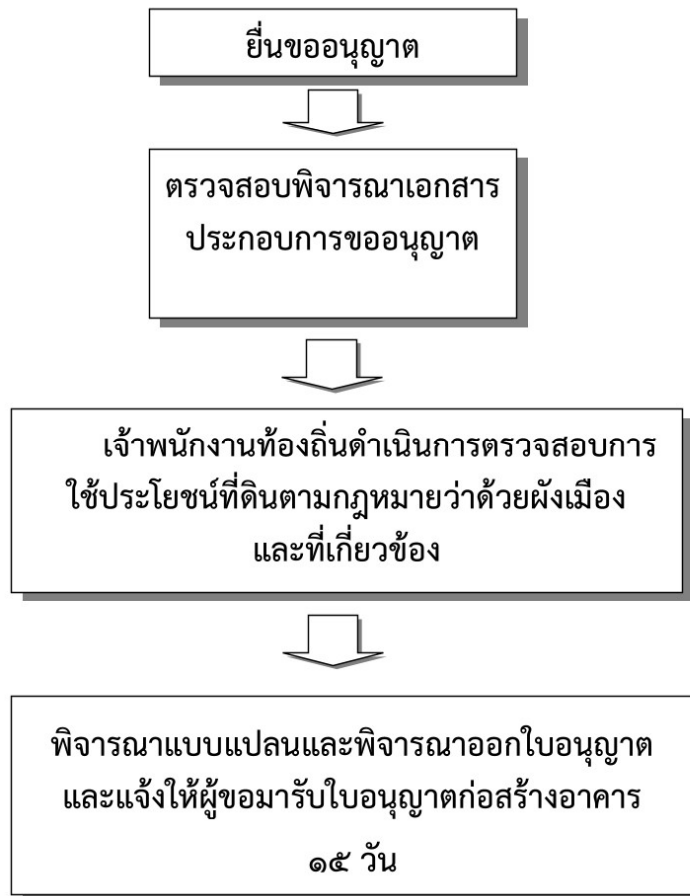 ยื่นขออนุญาต
ตรวจสอบพิจารณาเอกสาร
ประกอบการขออนุญาต
เจ้าพนักงานท้องถิ่นดำเนินการตรวจสอบการ
ใช้ประโยชน์ที่ดินตามกฎหมายว่าด้วยผังเมือง
และที่เกี่ยวข้อง
พิจารณาแบบแปลนและพิจารณาออกใบอนุญาต
และแจ้งให้ผู้ขอมารับใบอนุญาตก่อสร้างอาคาร
๑๕ วัน